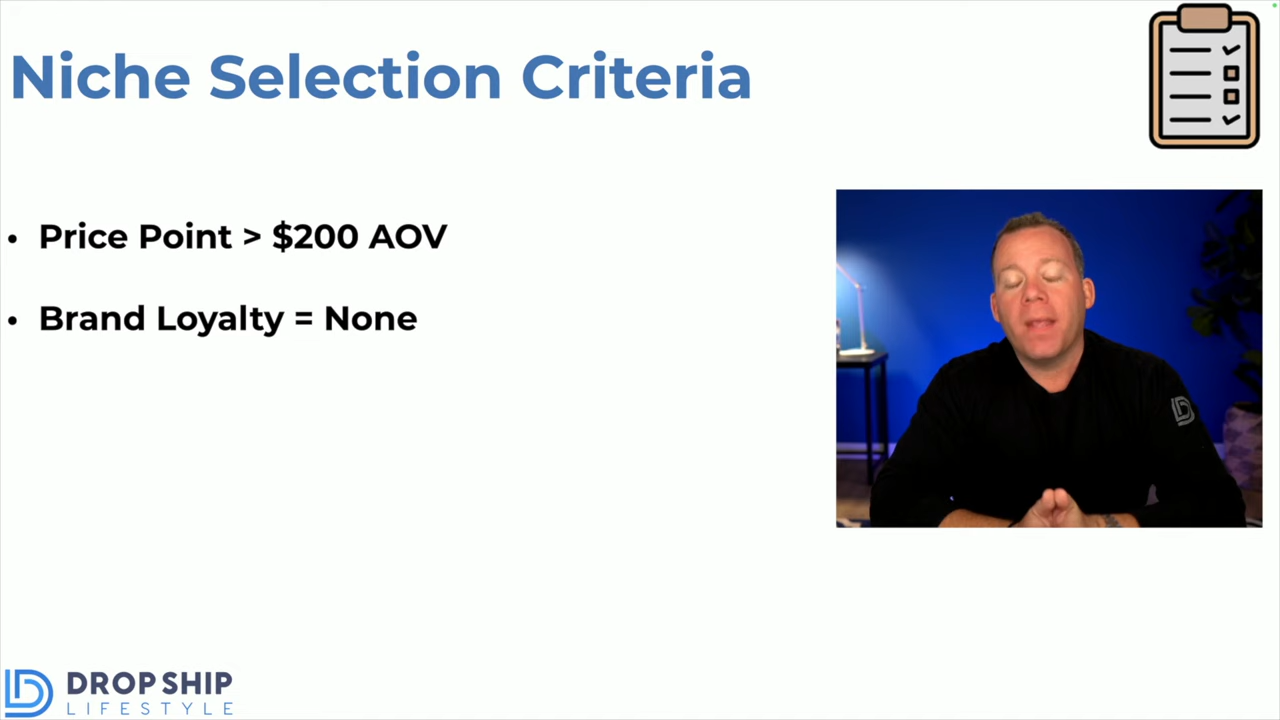 Niche Selection Criteria
• Price Point > $200 AOV
• Brand Loyalty = None
DROP SHIP
LIFESTYLE